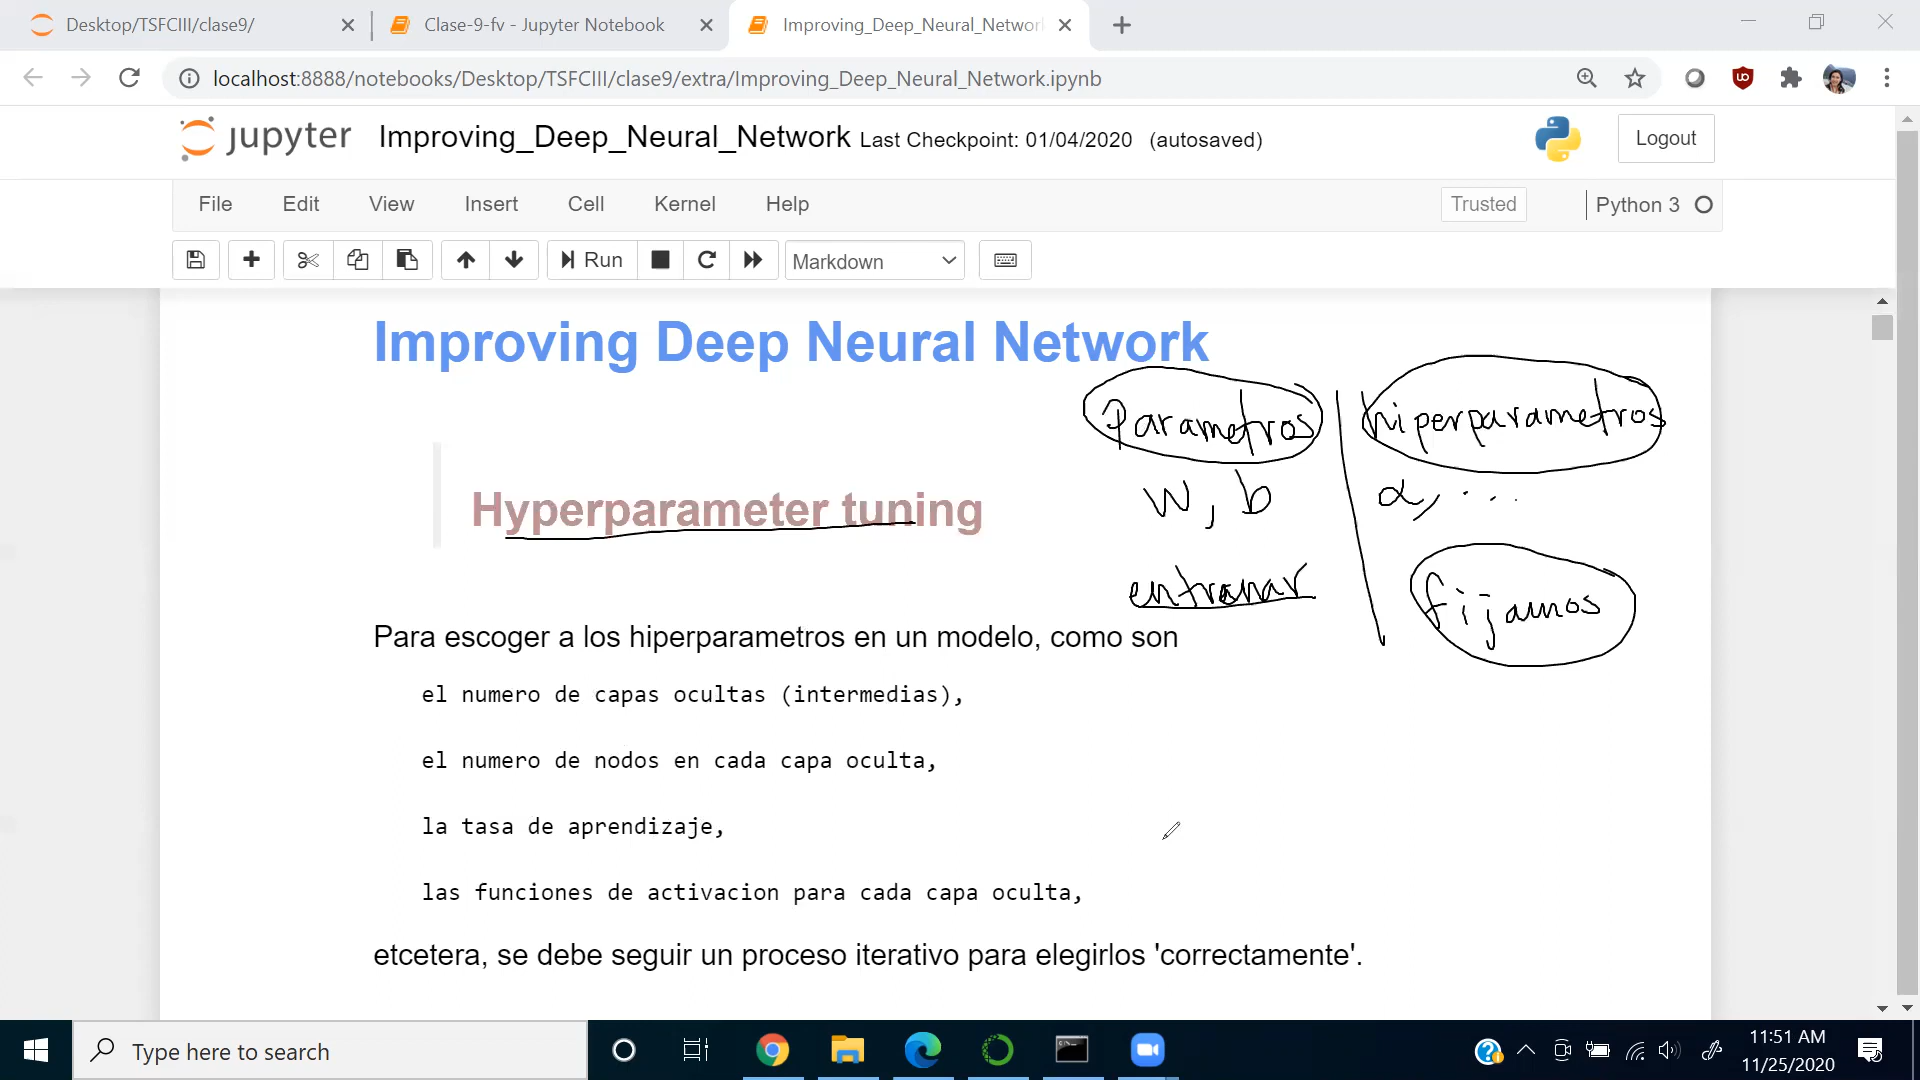 Desktop/TSFCIII/clase9/
Clase-9-fv - Jupyter Notebook
Improving_Deep_Neural_Networ
localhost:8888/notebooks/Desktop/TSFCIII/clase9/extra/Improving_Deep_Neural_Network.ipynb
jupyter Improving_Deep_Neural_Network Last Checkpoint: 01/04/2020 (autosaved)
Logout
File Edit View Insert Cell Kernel Help
Trusted
Python 3
Run
Markdown
Improving Deep Neural Network
Parametros
hiperparametros
W, b
α, ...
Hyperparameter tuning
entranar
fijamos
Para escoger a los hiperparametros en un modelo, como son
el numero de capas ocultas (intermedias),
el numero de nodos en cada capa oculta,
la tasa de aprendizaje,
las funciones de activacion para cada capa oculta,
etcetera, se debe seguir un proceso iterativo para elegirlos 'correctamente'.
Type here to search
11:51 AM
11/25/2020